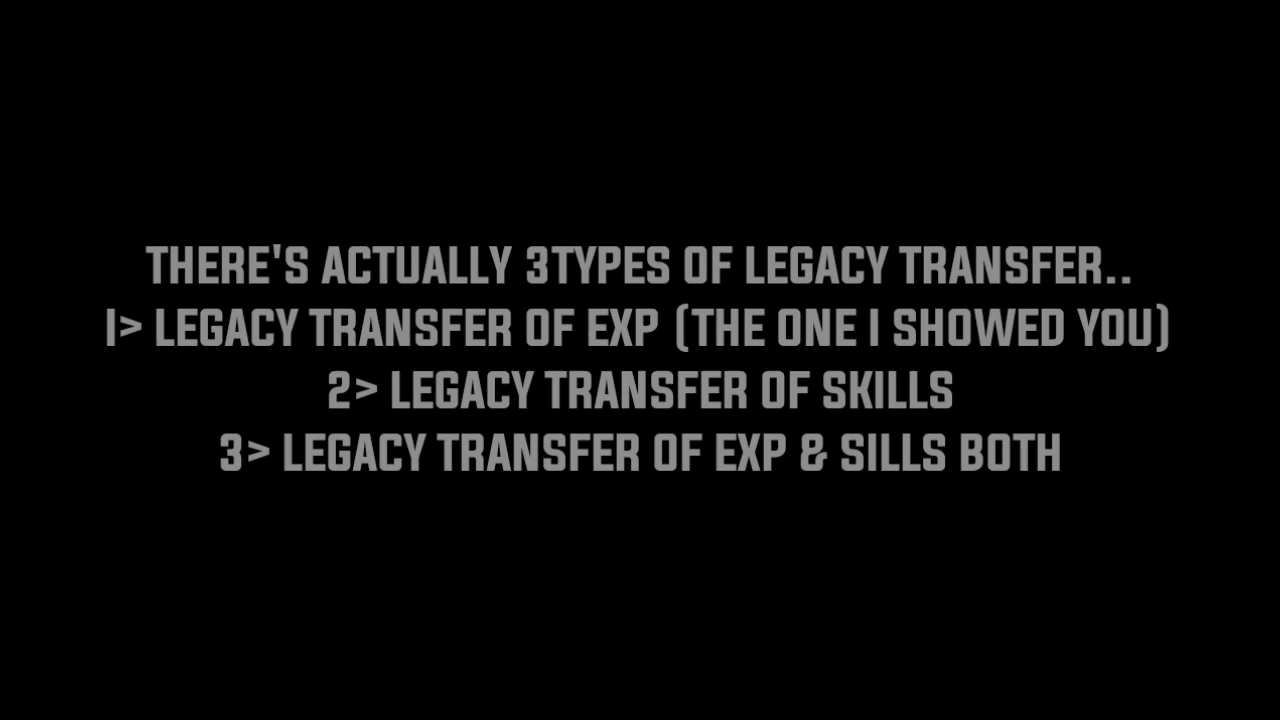 THERE'S ACTUALLY 3TYPES OF LEGACY TRANSFER..
1> LEGACY TRANSFER OF EXP (THE ONE I SHOWED YOU)
2> LEGACY TRANSFER OF SKILLS
3> LEGACY TRANSFER OF EXP & SILLS BOTH